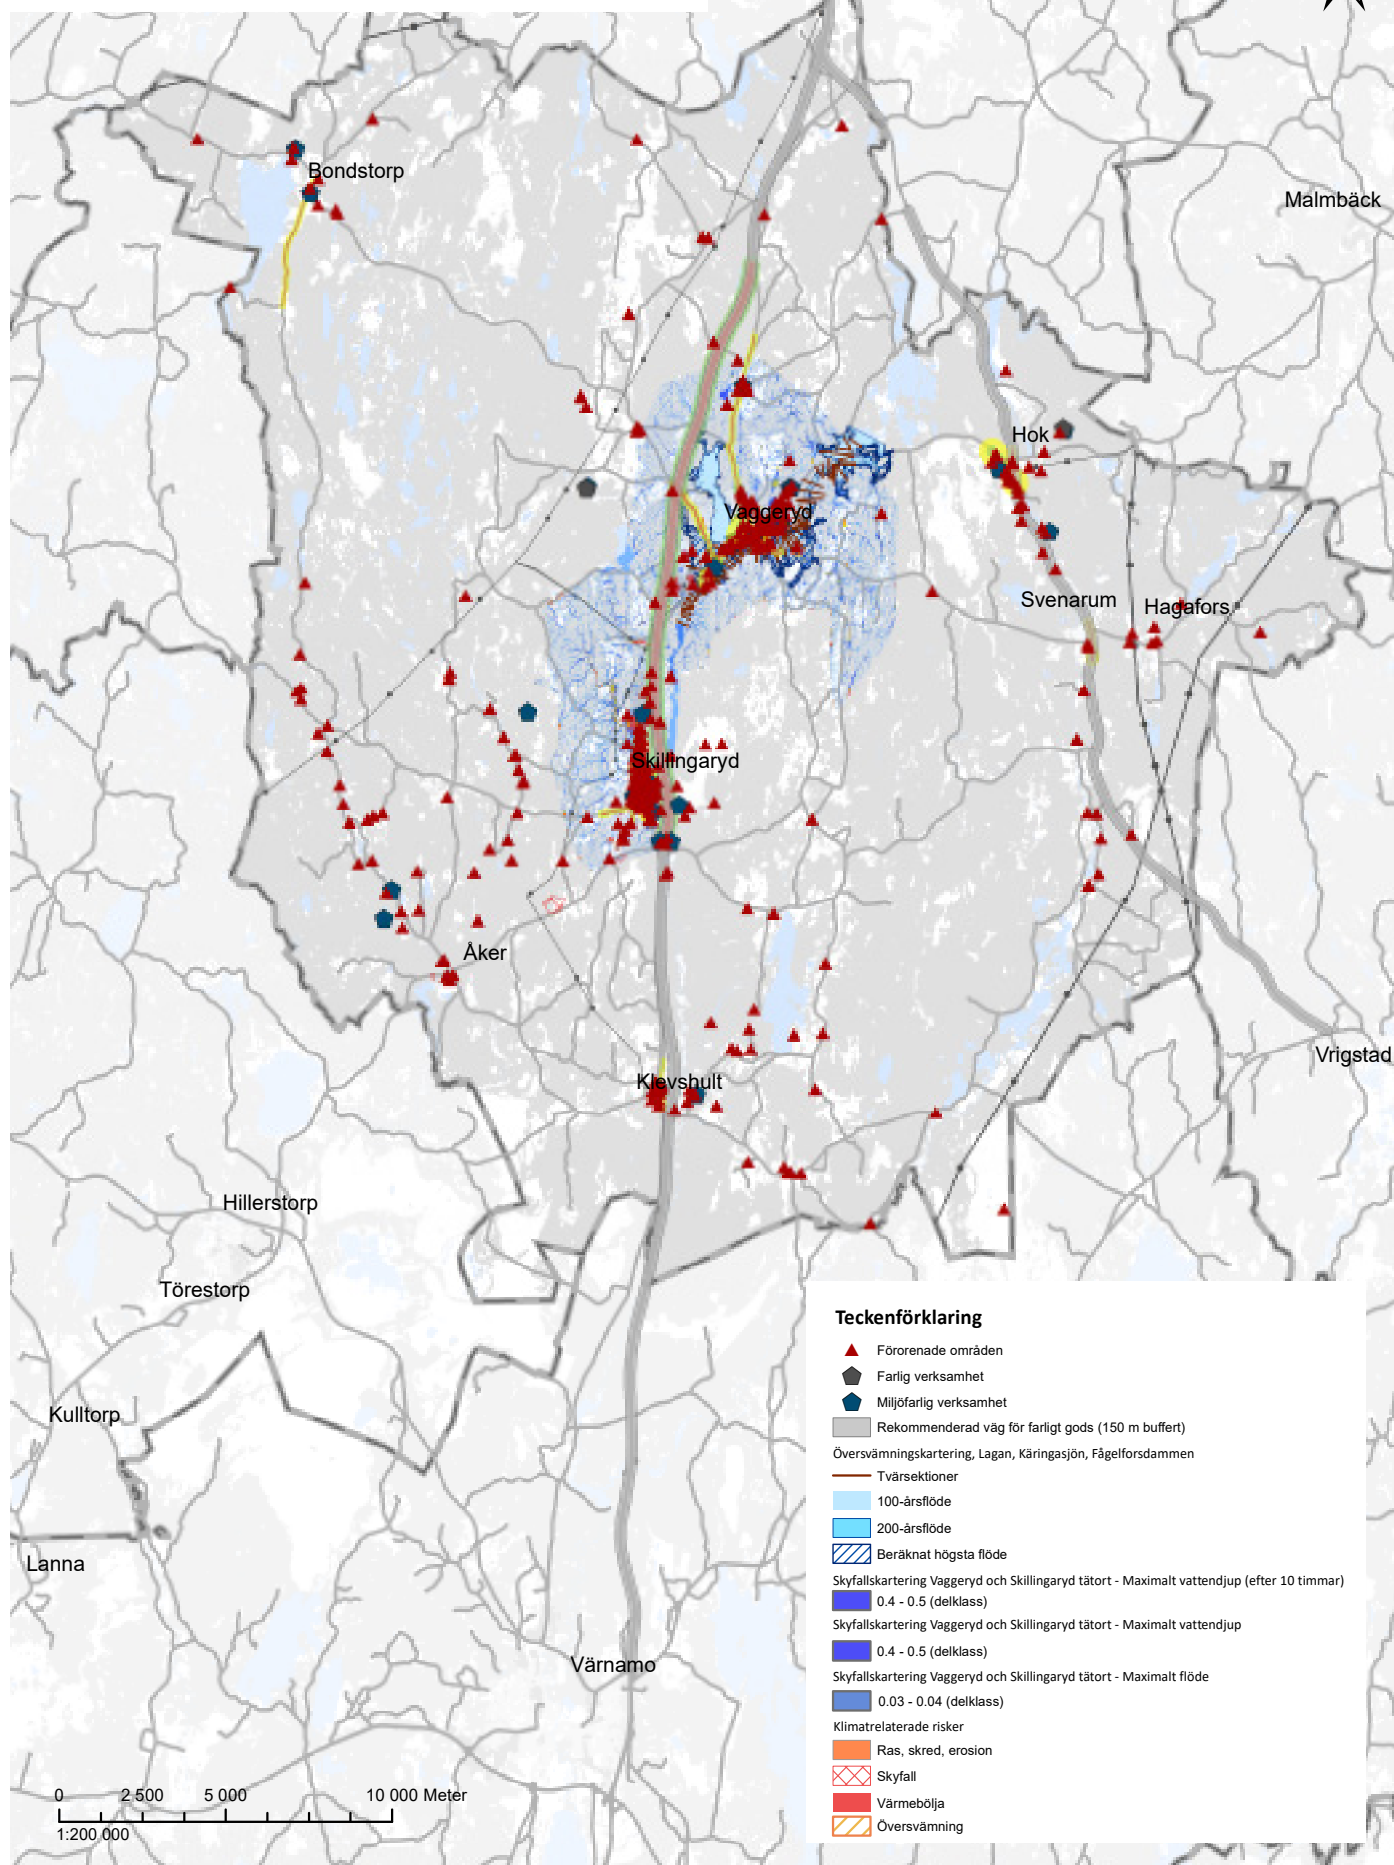 Bondstorp
Malmbäck
Hok
Vaggeryd
Svenarum
Hagafors
Skillingaryd
Åker
Vrigstad
Klevshult
Hillerstorp
Törestorp
Kulltorp
Lanna
Värnamo
Teckenförklaring
Förorenade områden
Farlig verksamhet
Miljöfarlig verksamhet
Rekommenderad väg för farligt gods (150 m buffert)
Översvämningskartering, Lagan, Käringasjön, Fågelforsdammen
Tvärsektioner
100-årsflöde
200-årsflöde
Beräknat högsta flöde
Skyfallskartering Vaggeryd och Skillingaryd tätort - Maximalt vattendjup (efter 10 timmar)
0.4 - 0.5 (delklass)
Skyfallskartering Vaggeryd och Skillingaryd tätort - Maximalt vattendjup
0.4 - 0.5 (delklass)
Skyfallskartering Vaggeryd och Skillingaryd tätort - Maximalt flöde
0.03 - 0.04 (delklass)
Klimatrelaterade risker
Ras, skred, erosion
Skyfall
Värmebölja
Översvämning
0 2 500 5 000 10 000 Meter
1:200 000